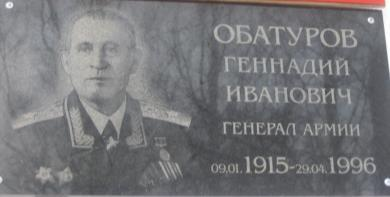 ОБАТУРОВ
ГЕННАДИЙ
ИВАНОВИЧ
ГЕНЕРАЛ АРМИИ
09.01. 1915-29.04. 1996